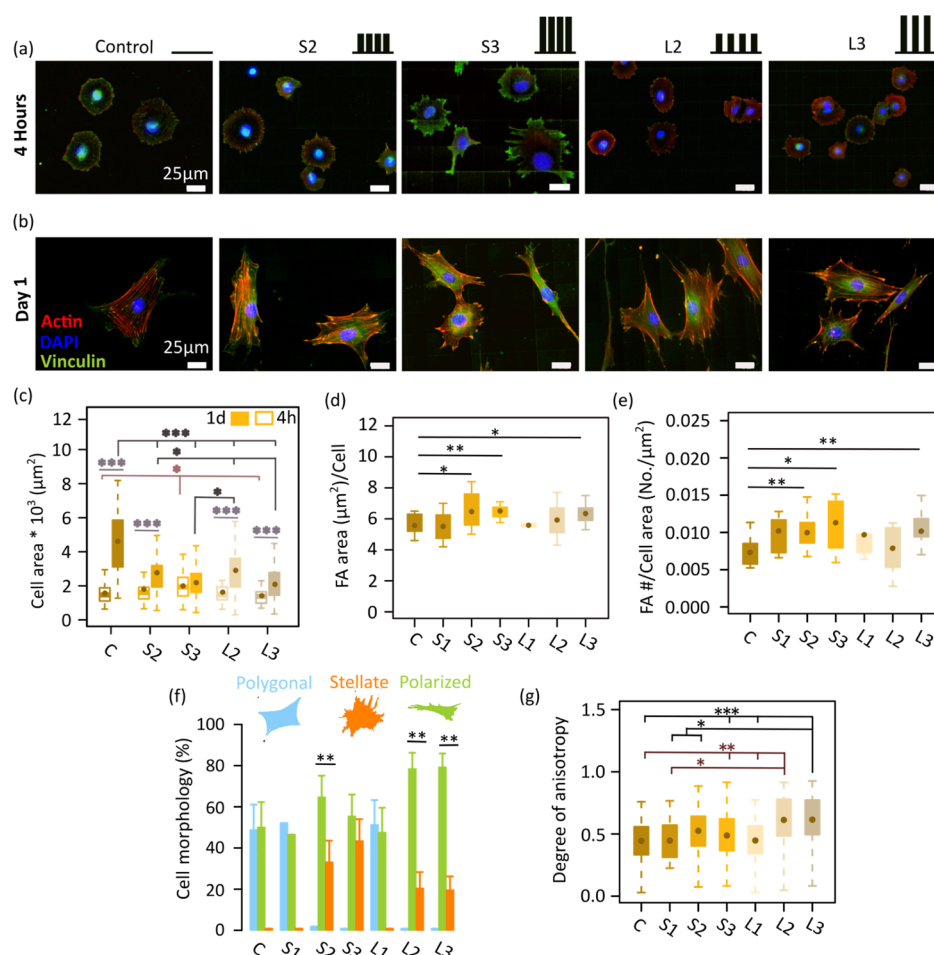 (a)
Control
S2
S3
L2
L3
4 Hours
25µm
(b)
Day 1
Actin
DAPI
Vinculin
25µm
(c)
Cell area * 10³ (µm²)
12
10
8
6
4
2
0
1d
4h
***
***
*
*
*
***
***
***
C
S2
S3
L2
L3
(d)
FA area (µm²)/Cell
12
10
8
6
4
2
0
*
**
*
C
S1
S2
S3
L1
L2
L3
(e)
FA #/Cell area (No./µm²)
0.025
0.020
0.015
0.010
0.005
0.000
**
*
**
C
S1
S2
S3
L1
L2
L3
(f)
Polygonal
Stellate
Polarized
Cell morphology (%)
100
80
60
40
20
0
**
**
**
C
S1
S2
S3
L1
L2
L3
(g)
Degree of anisotropy
1.5
1.0
0.5
0.0
***
*
**
*
C
S1
S2
S3
L1
L2
L3